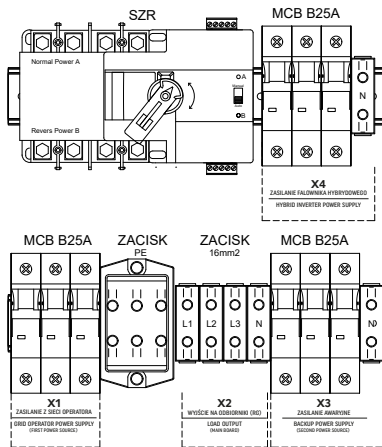 SZR
MCB B25A
Normal Power A
A
Manual
Auto
B
N
Revers Power B
X4
ZASILANIE FALOWNIKA HYBRYDOWEGO
HYBRID INVERTER POWER SUPPLY
MCB B25A
ZACISK
PE
ZACISK
16mm2
MCB B25A
L1
L2
L3
N
N
X1
ZASILANIE Z SIECI OPERATORA
GRID OPERATOR POWER SUPPLY
(FIRST POWER SOURCE)
X2
WYJŚCIE NA ODBIORNIKI (RG)
LOAD OUTPUT
(MAIN BOARD)
X3
ZASILANIE AWARYJNE
BACKUP POWER SUPPLY
(SECOND POWER SOURCE)